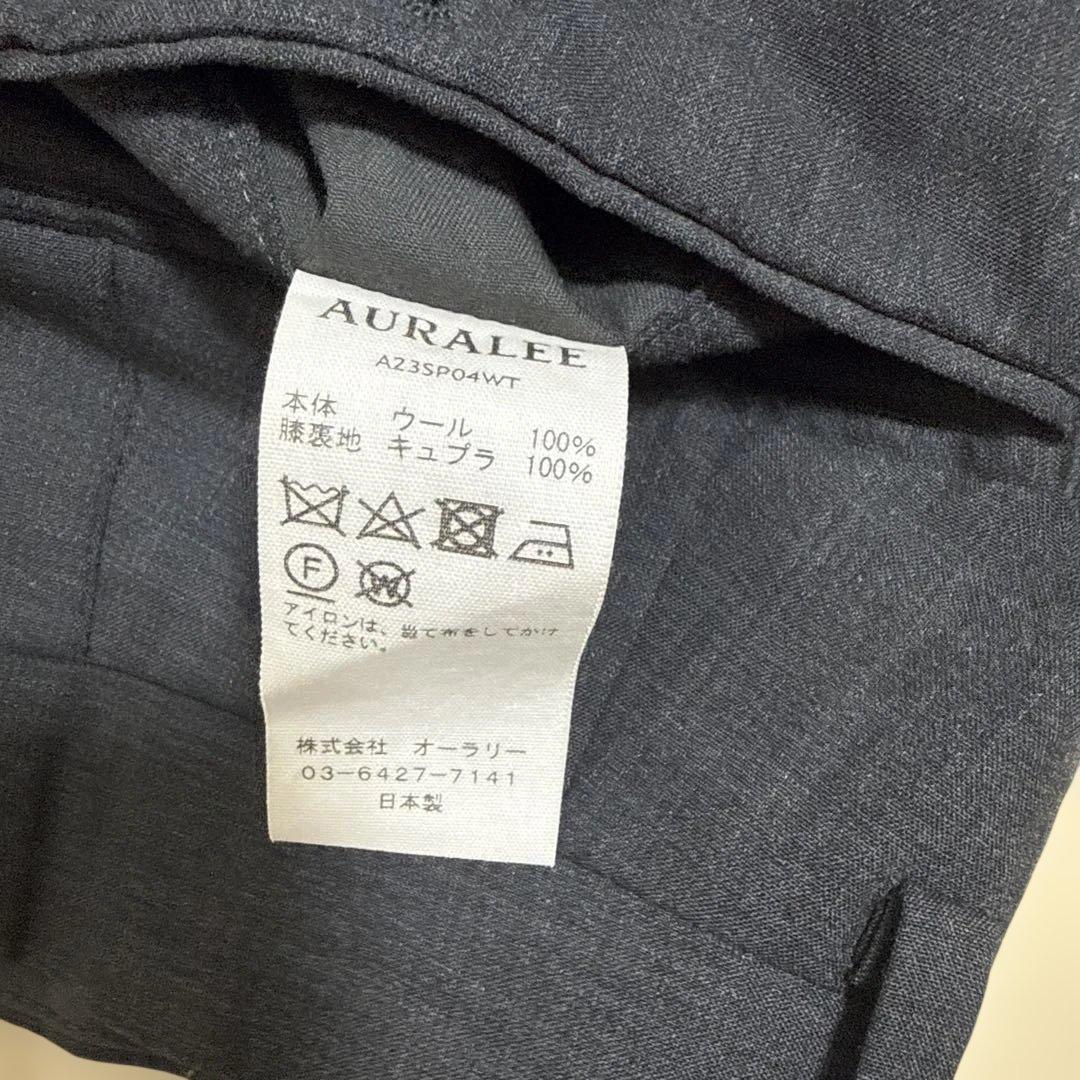 AURALEE
A23SP04WT
本体 ウール 100%
膝裏地 キュプラ 100%
F W
アイロンは、当て布をしてかけ
てください。
株式会社 オーラリー
03-6427-7141
日本製